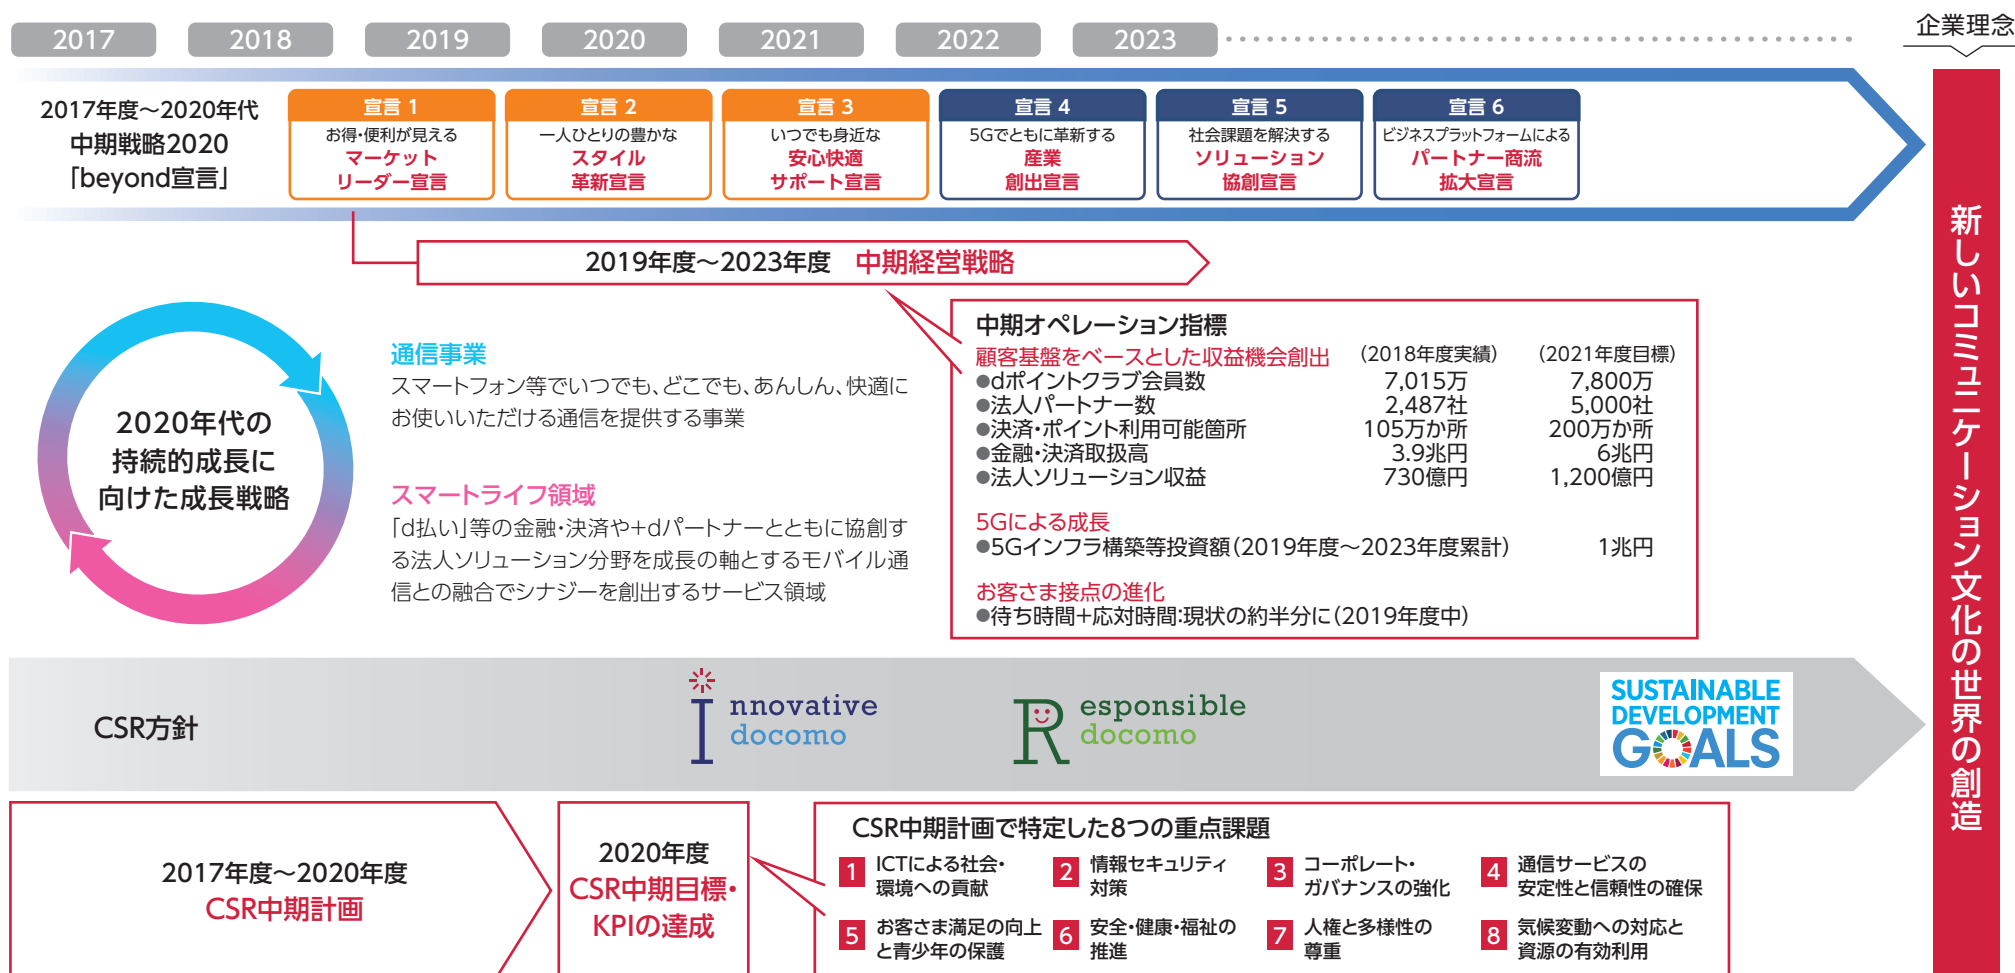 2017 2018 2019 2020 2021 2022 2023
企業理念
新しいコミュニケーション文化の世界の創造
2017年度～2020年代
中期戦略2020
「beyond宣言」
宣言 1
お得・便利が見える
マーケット
リーダー宣言
宣言 2
一人ひとりの豊かな
スタイル
革新宣言
宣言 3
いつでも身近な
安心快適
サポート宣言
宣言 4
5Gでともに革新する
産業
創出宣言
宣言 5
社会課題を解決する
ソリューション
協創宣言
宣言 6
ビジネスプラットフォームによる
パートナー商流
拡大宣言
2019年度～2023年度 中期経営戦略
2020年代の
持続的成長に
向けた成長戦略
通信事業
スマートフォン等でいつでも、どこでも、あんしん、快適に
お使いいただける通信を提供する事業
スマートライフ領域
「d払い」等の金融・決済や+dパートナーとともに協創す
る法人ソリューション分野を成長の軸とするモバイル通
信との融合でシナジーを創出するサービス領域
中期オペレーション指標
顧客基盤をベースとした収益機会創出 (2018年度実績) (2021年度目標)
●dポイントクラブ会員数 7,015万 7,800万
●法人パートナー数 2,487社 5,000社
●決済・ポイント利用可能箇所 105万か所 200万か所
●金融・決済取扱高 3.9兆円 6兆円
●法人ソリューション収益 730億円 1,200億円
5Gによる成長
●5Gインフラ構築等投資額(2019年度～2023年度累計) 1兆円
お客さま接点の進化
●待ち時間+応対時間:現状の約半分に(2019年度中)
CSR方針
Innovative
docomo
Responsible
docomo
SUSTAINABLE
DEVELOPMENT
GOALS
2017年度～2020年度
CSR中期計画
2020年度
CSR中期目標・
KPIの達成
CSR中期計画で特定した8つの重点課題
1 ICTによる社会・
環境への貢献
2 情報セキュリティ
対策
3 コーポレート・
ガバナンスの強化
4 通信サービスの
安定性と信頼性の確保
5 お客さま満足の向上
と青少年の保護
6 安全・健康・福祉の
推進
7 人権と多様性の
尊重
8 気候変動への対応と
資源の有効利用